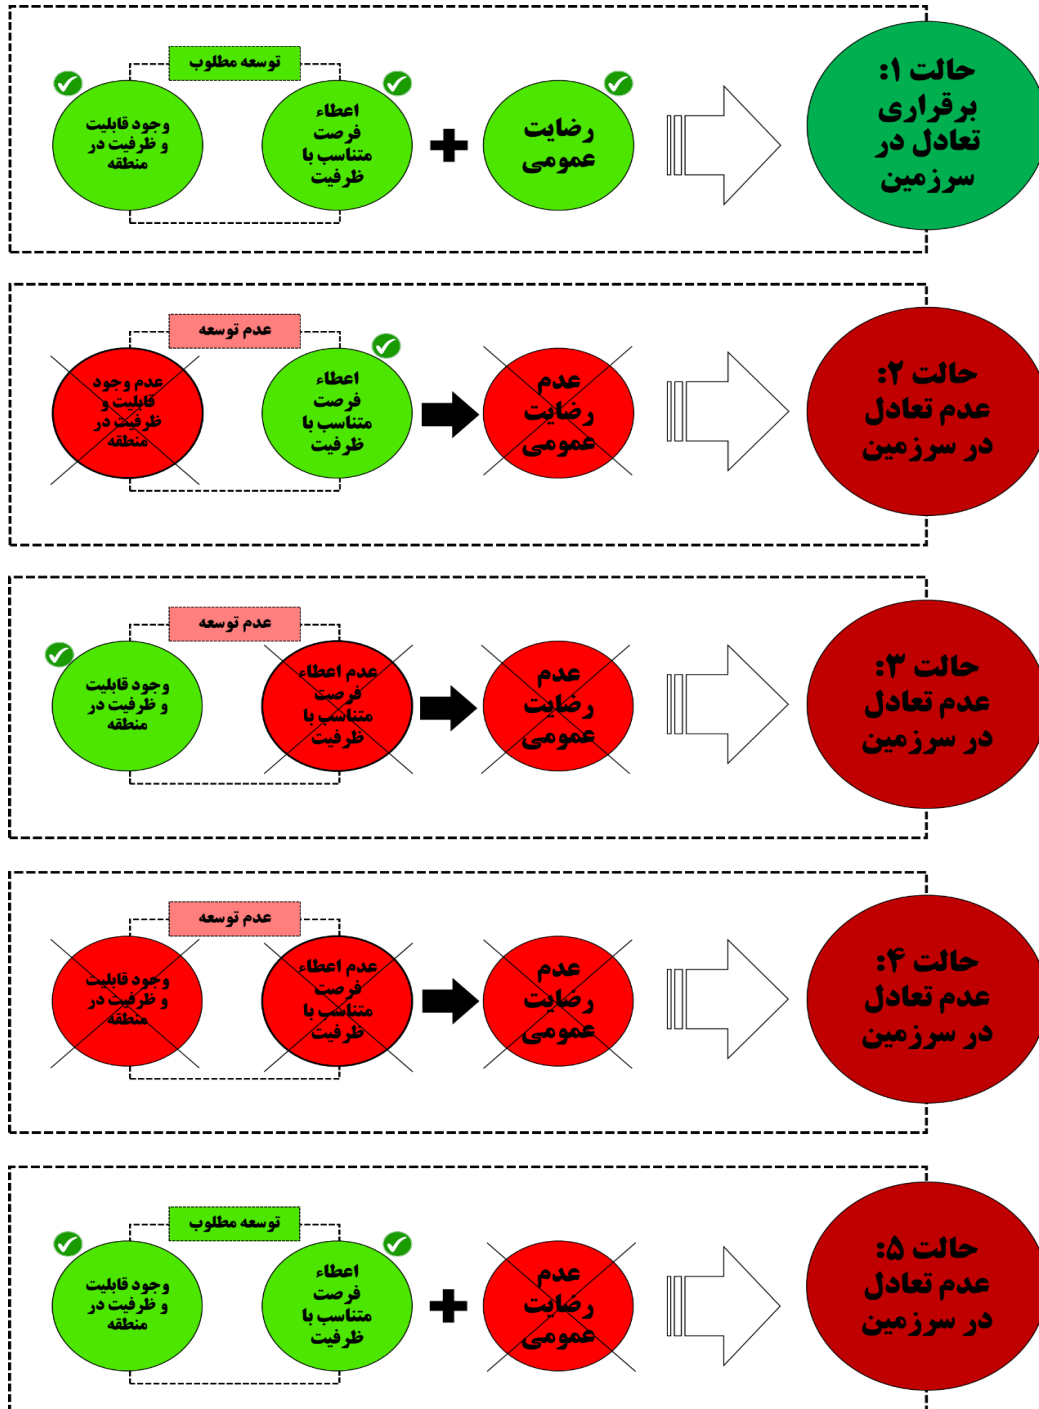 توسعه مطلوب
وجود قابلیت
و ظرفیت در
منطقه
اعطاء
فرصت
متناسب با
ظرفیت
رضایت
عمومی
حالت ۱:
برقراری
تعادل در
سرزمین
عدم توسعه
عدم وجود
قابلیت و
ظرفیت در
منطقه
اعطاء
فرصت
متناسب با
ظرفیت
عدم
رضایت
عمومی
حالت ۲:
عدم تعادل
در سرزمین
عدم توسعه
وجود قابلیت
و ظرفیت در
منطقه
عدم اعطاء
فرصت
متناسب با
ظرفیت
عدم
رضایت
عمومی
حالت ۳:
عدم تعادل
در سرزمین
عدم توسعه
وجود قابلیت
و ظرفیت در
منطقه
عدم اعطاء
فرصت
متناسب با
ظرفیت
عدم
رضایت
عمومی
حالت ۴:
عدم تعادل
در سرزمین
توسعه مطلوب
وجود قابلیت
و ظرفیت در
منطقه
اعطاء
فرصت
متناسب با
ظرفیت
عدم
رضایت
عمومی
حالت ۵:
عدم تعادل
در سرزمین